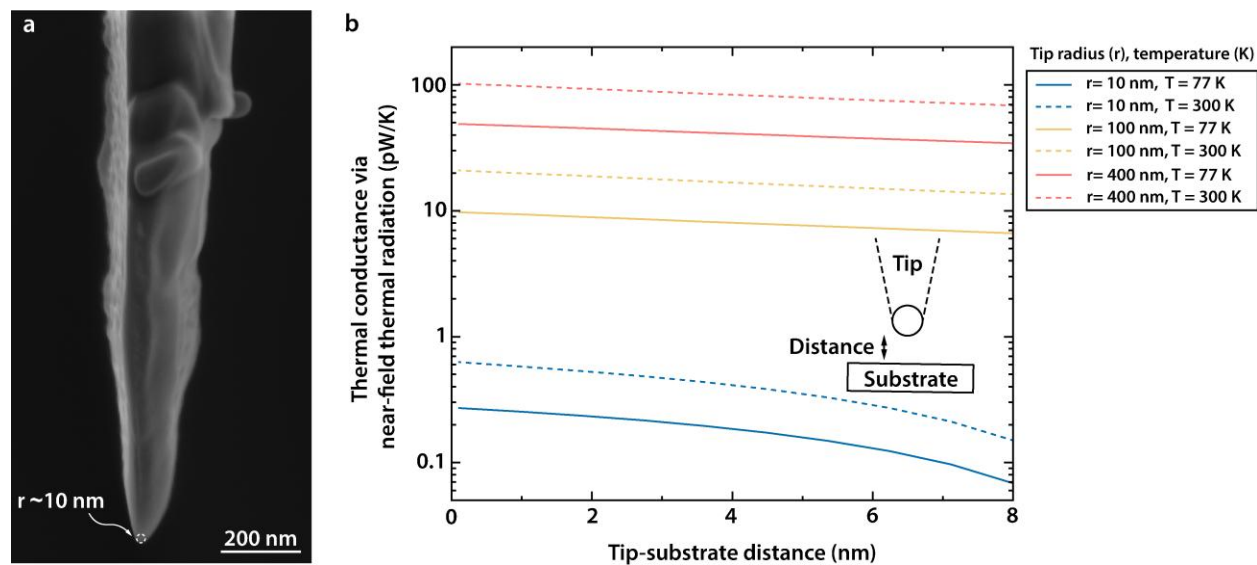 a
r ~10 nm
200 nm
b
Thermal conductance via
near-field thermal radiation (pW/K)
100
10
1
0.1
0
2
4
6
8
Tip-substrate distance (nm)
Tip
Distance
Substrate
Tip radius (r), temperature (K)
r= 10 nm, T = 77 K
r= 10 nm, T = 300 K
r= 100 nm, T = 77 K
r= 100 nm, T = 300 K
r= 400 nm, T = 77 K
r= 400 nm, T = 300 K